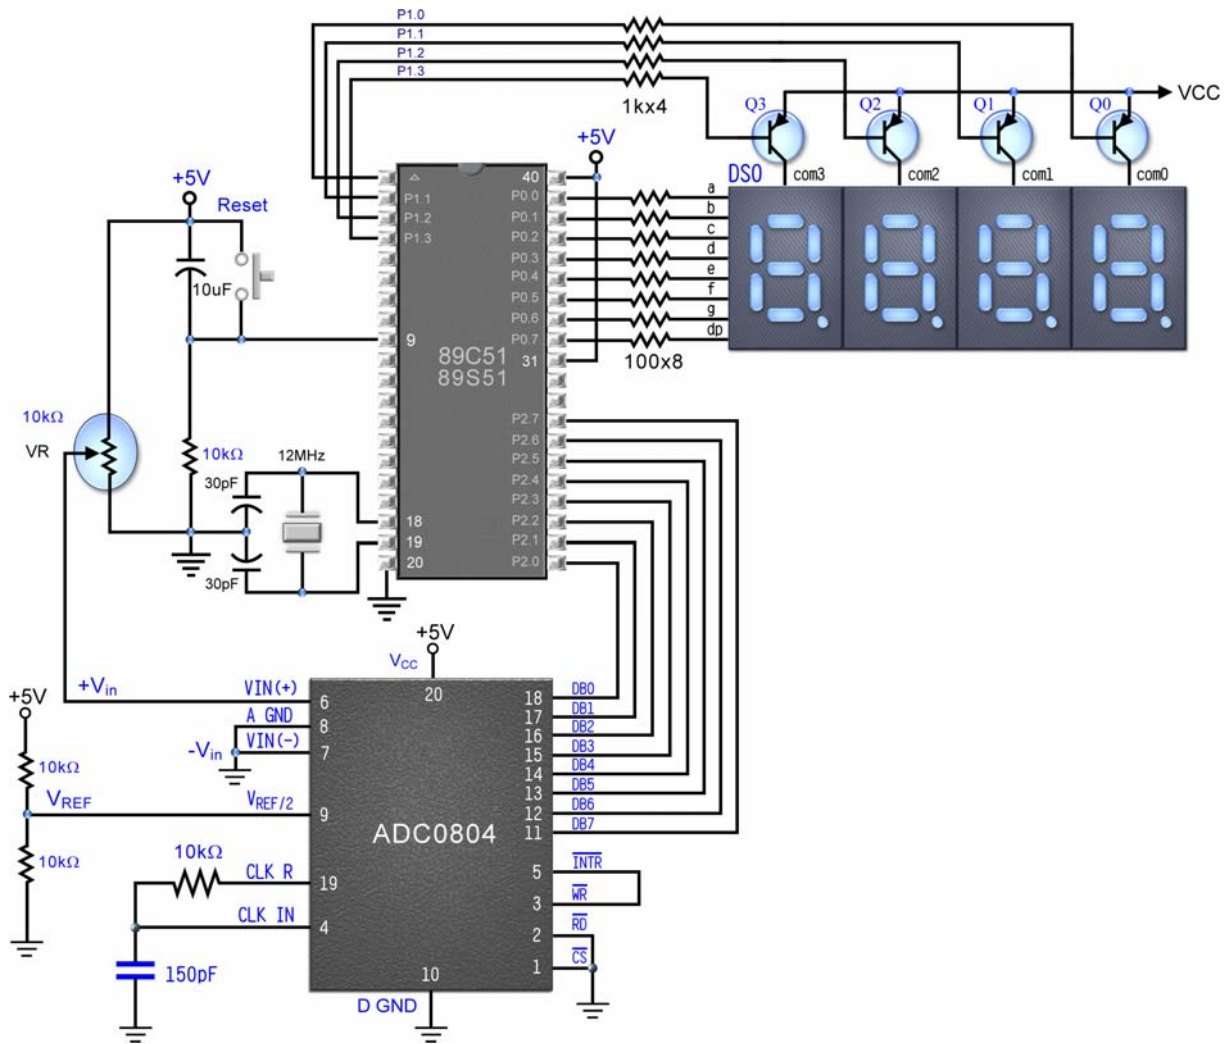 P1.0
P1.1
P1.2
P1.3
1kx4
Q3
Q2
Q1
Q0
VCC
+5V
DS0
com3
com2
com1
com0
+5V
Reset
10uF
10kΩ
VR
10kΩ
12MHz
30pF
30pF
P1.1
P1.2
P1.3
9
18
19
20
89C51
89S51
40
P0.0
P0.1
P0.2
P0.3
P0.4
P0.5
P0.6
P0.7
31
P2.7
P2.6
P2.5
P2.4
P2.3
P2.2
P2.1
P2.0
a
b
c
d
e
f
g
dp
100x8
+5V
VCC
20
+5V
+Vin
VIN(+)
6
A GND
8
-Vin
VIN(-)
7
10kΩ
VREF
VREF/2
9
10kΩ
10kΩ
CLK R
19
CLK IN
4
150pF
ADC0804
10
D GND
18
DB0
17
DB1
16
DB2
15
DB3
14
DB4
13
DB5
12
DB6
11
DB7
5
INTR
3
WR
2
RD
1
CS